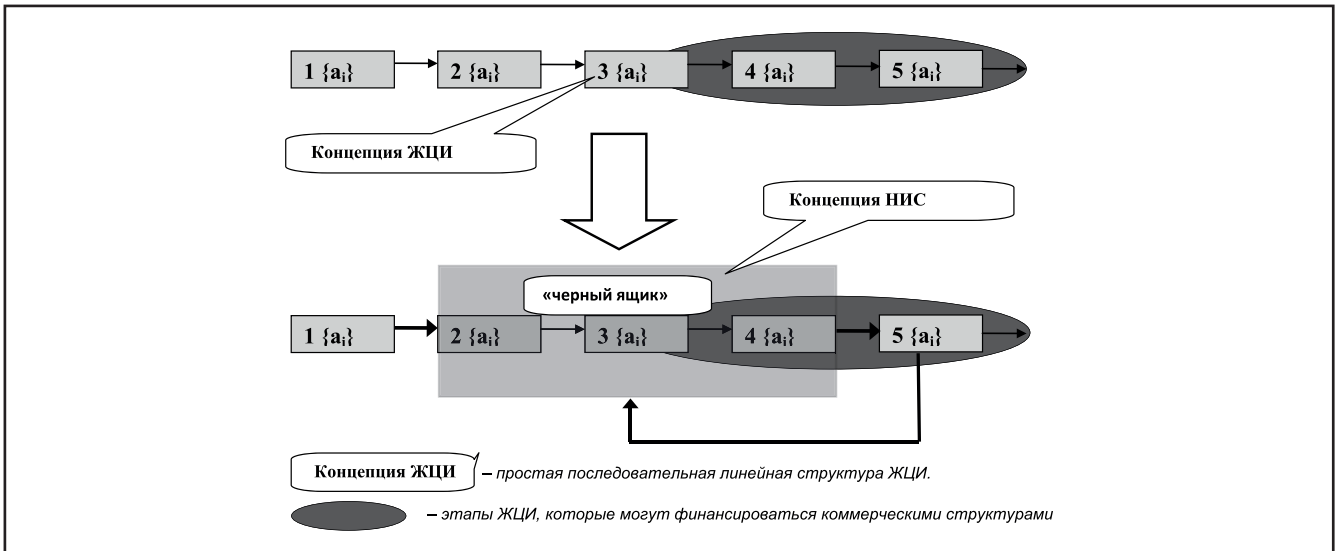 1 {aᵢ} 2 {aᵢ} 3 {aᵢ} 4 {aᵢ} 5 {aᵢ}
Концепция ЖЦИ
Концепция НИС
«черный ящик»
1 {aᵢ} 2 {aᵢ} 3 {aᵢ} 4 {aᵢ} 5 {aᵢ}
Концепция ЖЦИ – простая последовательная линейная структура ЖЦИ.
– этапы ЖЦИ, которые могут финансироваться коммерческими структурами